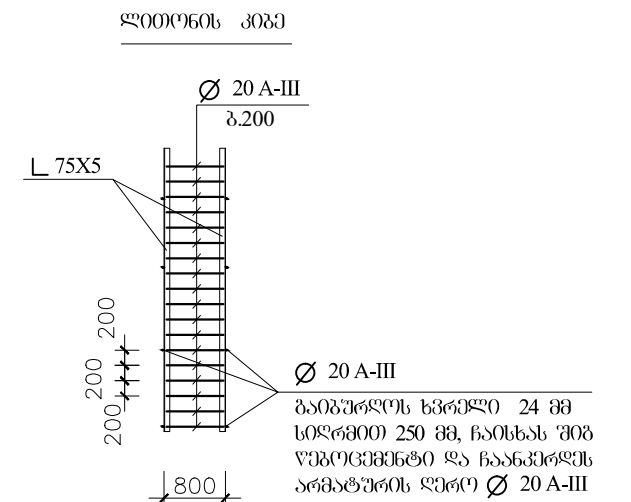 ლითონის კიბე
Ø 20 A-III
ბ.200
L 75X5
200
200
200
800
Ø 20 A-III
გაიბურღოს ხვრელი 24 მმ
სიღრმით 250 მმ, ჩაისხას შიგ
წებოცემენტი და ჩაანკერდეს
არმატურის ღერო Ø 20 A-III